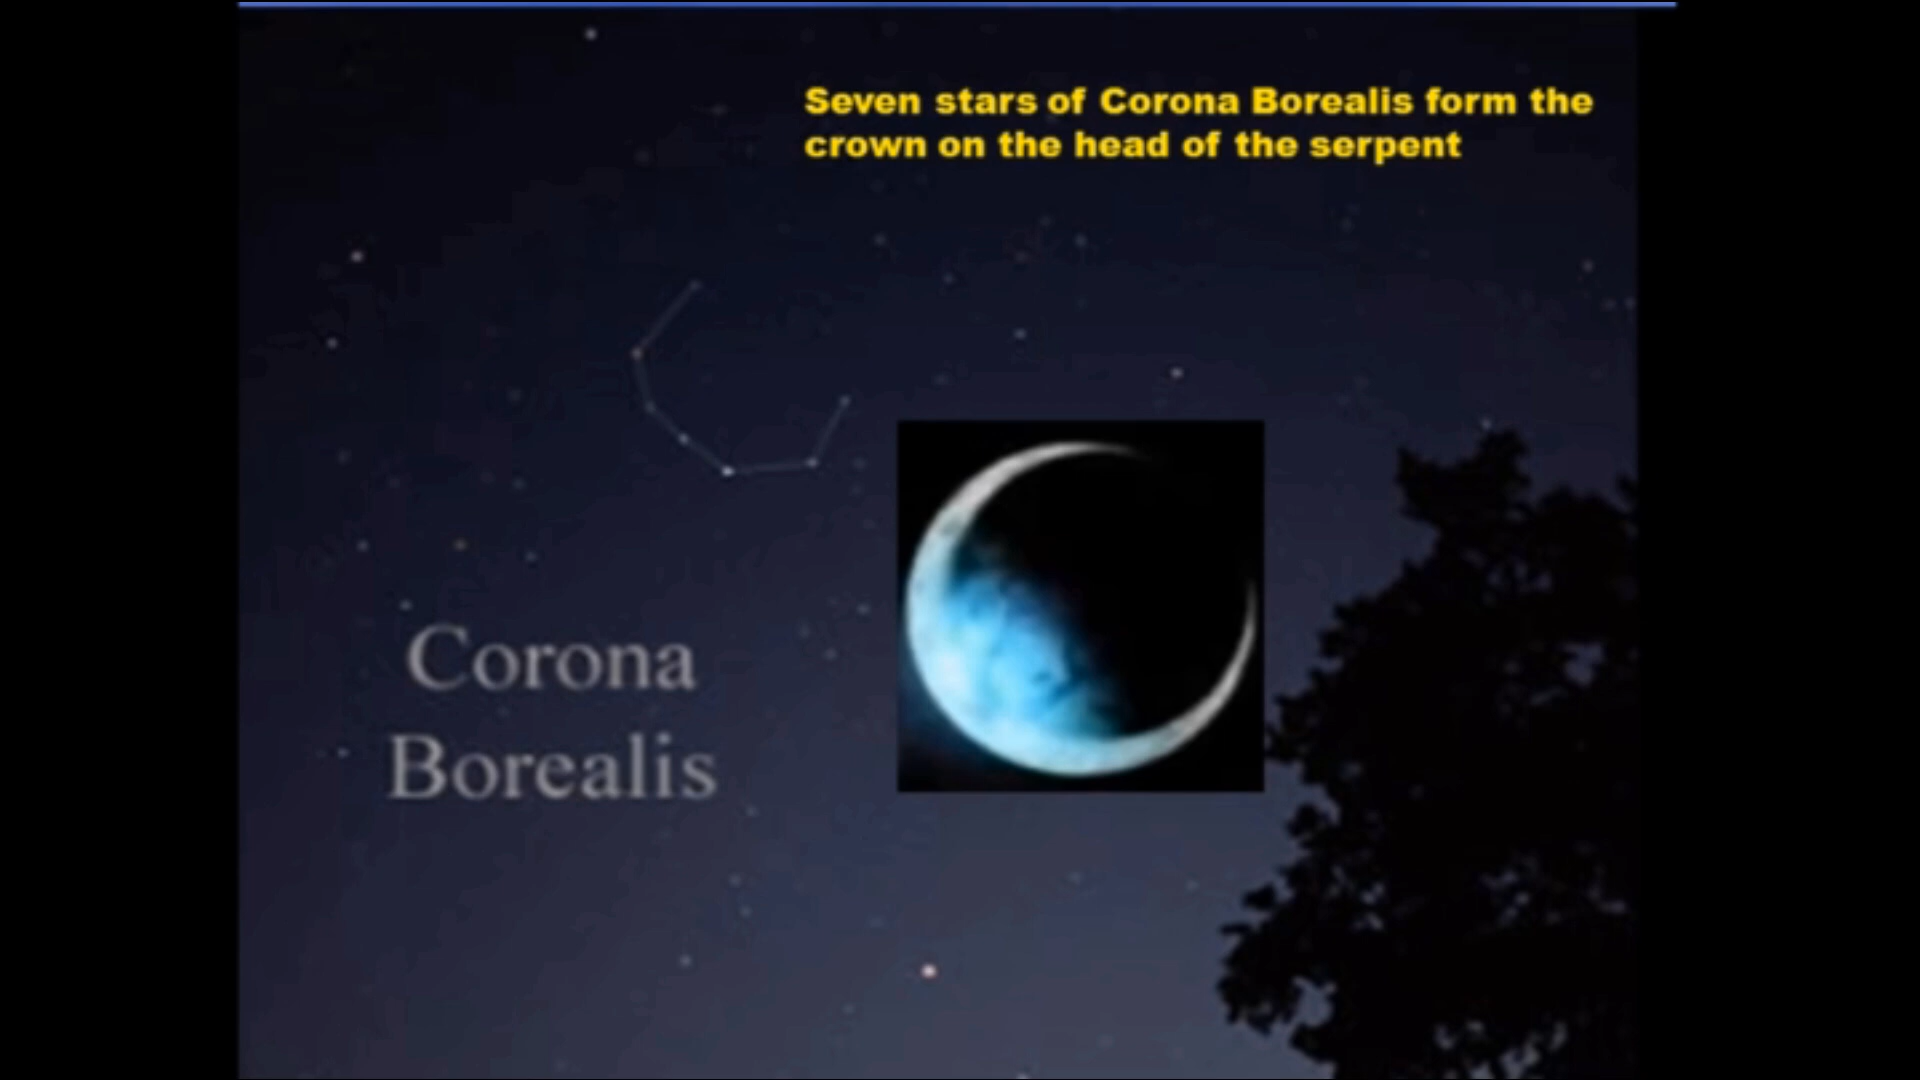 Seven stars of Corona Borealis form the
crown on the head of the serpent
Corona
Borealis